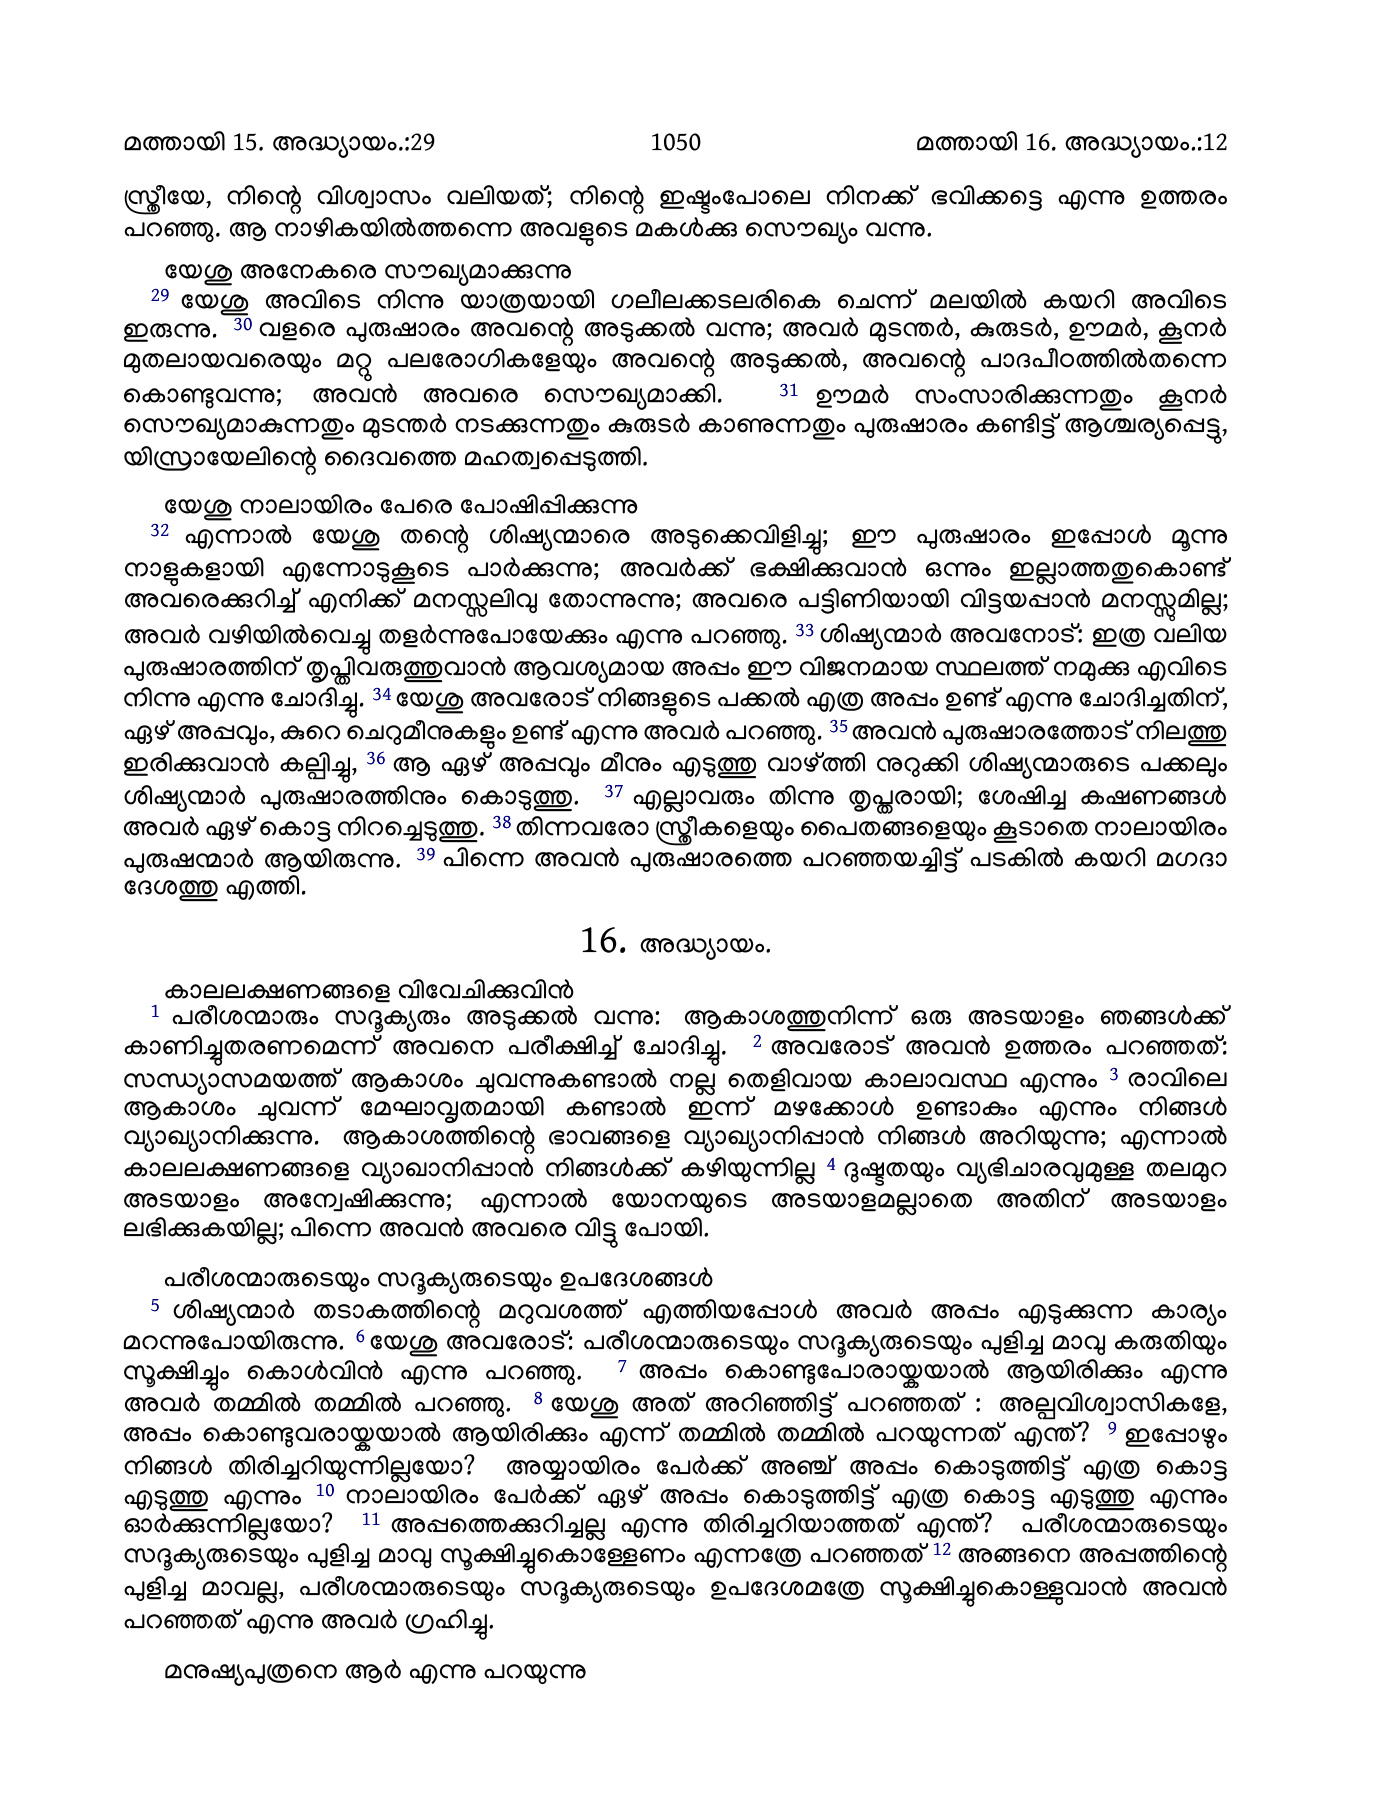 മത്തായി 15. അദ്ധ്യായം.:29 1050 മത്തായി 16. അദ്ധ്യായം.:12
സ്ത്രീയേ, നിന്റെ വിശ്വാസം വലിയത്; നിന്റെ ഇഷ്ടംപോലെ നിനക്ക് ഭവിക്കട്ടെ എന്നു ഉത്തരം
പറഞ്ഞു. ആ നാഴികയിൽത്തന്നെ അവളുടെ മകൾക്കു സൌഖ്യം വന്നു.
യേശു അനേകരെ സൗഖ്യമാക്കുന്നു
29 യേശു അവിടെ നിന്നു യാത്രയായി ഗലീലക്കടലരികെ ചെന്ന് മലയിൽ കയറി അവിടെ
ഇരുന്നു. 30 വളരെ പുരുഷാരം അവന്റെ അടുക്കൽ വന്നു; അവർ മുടന്തർ, കുരുടർ, ഊമർ, കൂനർ
മുതലായവരെയും മറ്റു പലരോഗികളേയും അവന്റെ അടുക്കൽ, അവന്റെ പാദപീഠത്തിൽതന്നെ
കൊണ്ടുവന്നു; അവൻ അവരെ സൌഖ്യമാക്കി. 31 ഊമർ സംസാരിക്കുന്നതും കൂനർ
സൌഖ്യമാകുന്നതും മുടന്തർ നടക്കുന്നതും കുരുടർ കാണുന്നതും പുരുഷാരം കണ്ടിട്ട് ആശ്ചര്യപ്പെട്ടു,
യിസ്രായേലിന്റെ ദൈവത്തെ മഹത്വപ്പെടുത്തി.
യേശു നാലായിരം പേരെ പോഷിപ്പിക്കുന്നു
32 എന്നാൽ യേശു തന്റെ ശിഷ്യന്മാരെ അടുക്കെവിളിച്ചു; ഈ പുരുഷാരം ഇപ്പോൾ മൂന്നു
നാളുകളായി എന്നോടുകൂടെ പാർക്കുന്നു; അവർക്ക് ഭക്ഷിക്കുവാൻ ഒന്നും ഇല്ലാത്തതുകൊണ്ട്
അവരെക്കുറിച്ച് എനിക്ക് മനസ്സലിവു തോന്നുന്നു; അവരെ പട്ടിണിയായി വിട്ടയപ്പാൻ മനസ്സുമില്ല;
അവർ വഴിയിൽവെച്ചു തളർന്നുപോയേക്കും എന്നു പറഞ്ഞു. 33 ശിഷ്യന്മാർ അവനോട്: ഇത്ര വലിയ
പുരുഷാരത്തിന് തൃപ്തിവരുത്തുവാൻ ആവശ്യമായ അപ്പം ഈ വിജനമായ സ്ഥലത്ത് നമുക്കു എവിടെ
നിന്നു എന്നു ചോദിച്ചു. 34 യേശു അവരോട് നിങ്ങളുടെ പക്കൽ എത്ര അപ്പം ഉണ്ട് എന്നു ചോദിച്ചതിന്,
ഏഴ് അപ്പവും, കുറെ ചെറുമീനുകളും ഉണ്ട് എന്നു അവർ പറഞ്ഞു. 35 അവൻ പുരുഷാരത്തോട് നിലത്തു
ഇരിക്കുവാൻ കല്പിച്ചു, 36 ആ ഏഴ് അപ്പവും മീനും എടുത്തു വാഴ്ത്തി നുറുക്കി ശിഷ്യന്മാരുടെ പക്കലും
ശിഷ്യന്മാർ പുരുഷാരത്തിനും കൊടുത്തു. 37 എല്ലാവരും തിന്നു തൃപ്തരായി; ശേഷിച്ച കഷണങ്ങൾ
അവർ ഏഴ് കൊട്ട നിറച്ചെടുത്തു. 38 തിന്നവരോ സ്ത്രീകളെയും പൈതങ്ങളെയും കൂടാതെ നാലായിരം
പുരുഷന്മാർ ആയിരുന്നു. 39 പിന്നെ അവൻ പുരുഷാരത്തെ പറഞ്ഞയച്ചിട്ട് പടകിൽ കയറി മഗദാ
ദേശത്തു എത്തി.
16. അദ്ധ്യായം.
കാലലക്ഷണങ്ങളെ വിവേചിക്കുവിൻ
1 പരീശന്മാരും സദൂക്യരും അടുക്കൽ വന്നു: ആകാശത്തുനിന്ന് ഒരു അടയാളം ഞങ്ങൾക്ക്
കാണിച്ചുതരണമെന്ന് അവനെ പരീക്ഷിച്ച് ചോദിച്ചു. 2 അവരോട് അവൻ ഉത്തരം പറഞ്ഞത്:
സന്ധ്യാസമയത്ത് ആകാശം ചുവന്നുകണ്ടാൽ നല്ല തെളിവായ കാലാവസ്ഥ എന്നും 3 രാവിലെ
ആകാശം ചുവന്ന് മേഘാവൃതമായി കണ്ടാൽ ഇന്ന് മഴക്കോൾ ഉണ്ടാകും എന്നും നിങ്ങൾ
വ്യാഖ്യാനിക്കുന്നു. ആകാശത്തിന്റെ ഭാവങ്ങളെ വ്യാഖ്യാനിപ്പാൻ നിങ്ങൾ അറിയുന്നു; എന്നാൽ
കാലലക്ഷണങ്ങളെ വ്യാഖാനിപ്പാൻ നിങ്ങൾക്ക് കഴിയുന്നില്ല 4 ദുഷ്ടതയും വ്യഭിചാരവുമുള്ള തലമുറ
അടയാളം അന്വേഷിക്കുന്നു; എന്നാൽ യോനയുടെ അടയാളമല്ലാതെ അതിന് അടയാളം
ലഭിക്കുകയില്ല; പിന്നെ അവൻ അവരെ വിട്ടു പോയി.
പരീശന്മാരുടെയും സദൂക്യരുടെയും ഉപദേശങ്ങൾ
5 ശിഷ്യന്മാർ തടാകത്തിന്റെ മറുവശത്ത് എത്തിയപ്പോൾ അവർ അപ്പം എടുക്കുന്ന കാര്യം
മറന്നുപോയിരുന്നു. 6 യേശു അവരോട്: പരീശന്മാരുടെയും സദൂക്യരുടെയും പുളിച്ച മാവു കരുതിയും
സൂക്ഷിച്ചും കൊൾവിൻ എന്നു പറഞ്ഞു. 7 അപ്പം കൊണ്ടുപോരായ്കയാൽ ആയിരിക്കും എന്നു
അവർ തമ്മിൽ തമ്മിൽ പറഞ്ഞു. 8 യേശു അത് അറിഞ്ഞിട്ട് പറഞ്ഞത് : അല്പവിശ്വാസികളേ,
അപ്പം കൊണ്ടുവരായ്കയാൽ ആയിരിക്കും എന്ന് തമ്മിൽ തമ്മിൽ പറയുന്നത് എന്ത്? 9 ഇപ്പോഴും
നിങ്ങൾ തിരിച്ചറിയുന്നില്ലയോ? അയ്യായിരം പേർക്ക് അഞ്ച് അപ്പം കൊടുത്തിട്ട് എത്ര കൊട്ട
എടുത്തു എന്നും 10 നാലായിരം പേർക്ക് ഏഴ് അപ്പം കൊടുത്തിട്ട് എത്ര കൊട്ട എടുത്തു എന്നും
ഓർക്കുന്നില്ലയോ? 11 അപ്പത്തെക്കുറിച്ചല്ല എന്നു തിരിച്ചറിയാത്തത് എന്ത്? പരീശന്മാരുടെയും
സദൂക്യരുടെയും പുളിച്ച മാവു സൂക്ഷിച്ചുകൊള്ളേണം എന്നത്രേ പറഞ്ഞത് 12 അങ്ങനെ അപ്പത്തിന്റെ
പുളിച്ച മാവല്ല, പരീശന്മാരുടെയും സദൂക്യരുടെയും ഉപദേശമത്രേ സൂക്ഷിച്ചുകൊള്ളുവാൻ അവൻ
പറഞ്ഞത് എന്നു അവർ ഗ്രഹിച്ചു.
മനുഷ്യപുത്രനെ ആർ എന്നു പറയുന്നു